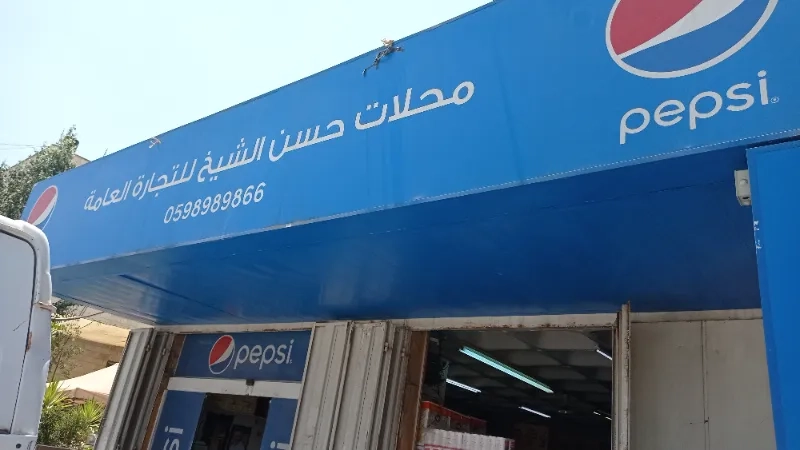 محلات حسن الشيخ للتجارة العامة
0598989866
pepsi
pepsi